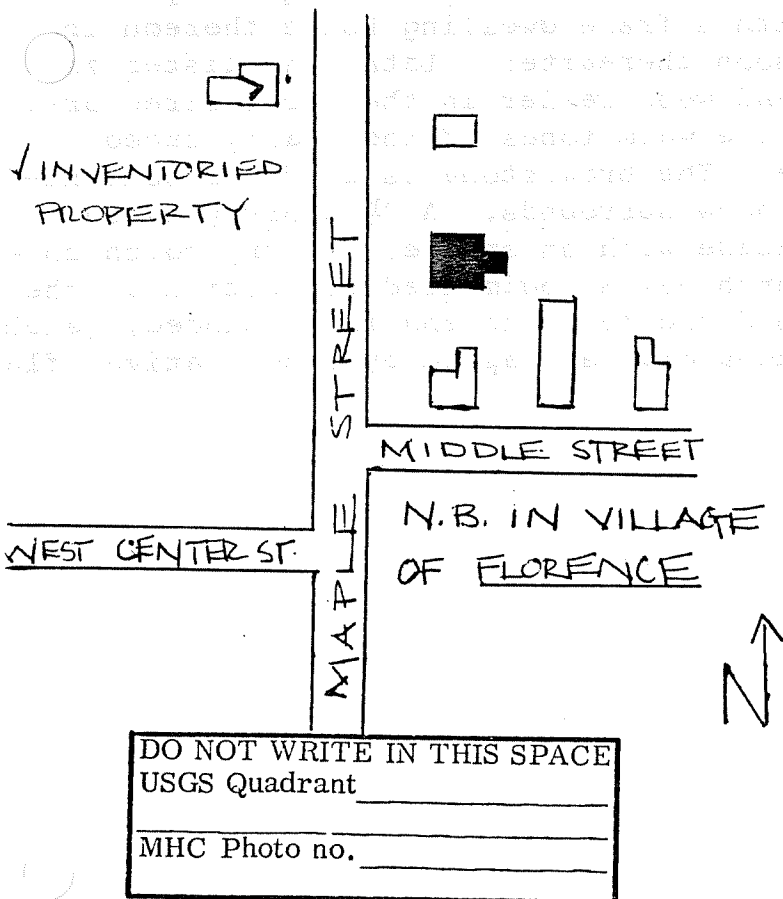 √ INVENTORIED
PROPERTY
MAPLE STREET
MIDDLE STREET
WEST CENTER ST.
N.B. IN VILLAGE
OF FLORENCE
N
DO NOT WRITE IN THIS SPACE
USGS Quadrant
MHC Photo no.